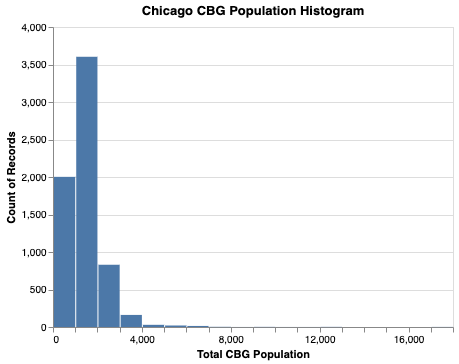 Chicago CBG Population Histogram
4,000
3,500
3,000
2,500
2,000
1,500
1,000
500
0
Count of Records
0 4,000 8,000 12,000 16,000
Total CBG Population